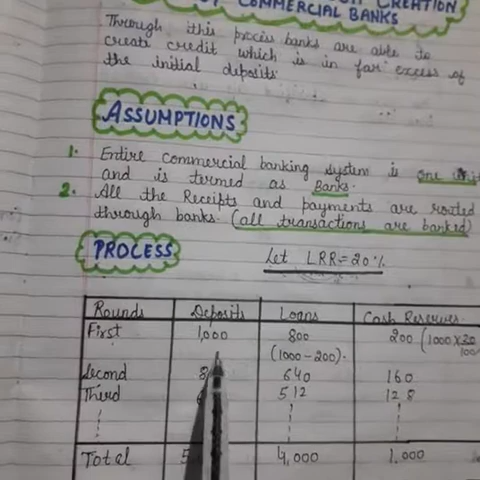 CREATION
COMMERCIAL BANKS
Through this process banks are able to
create credit which is in far excess of
the initial deposits
ASSUMPTIONS
1. Entire commercial banking system is one
and is termed as Banks.
2. All the Receipts and payments are routed
through banks. (all transactions are banked)
PROCESS
Let LRR=20%
Rounds Deposits Loans Cash Reserves
First 1,000 800 200 (1000×20/100
(1000-200).
Second 640 160
Third 512 128
Total 4,000 1,000